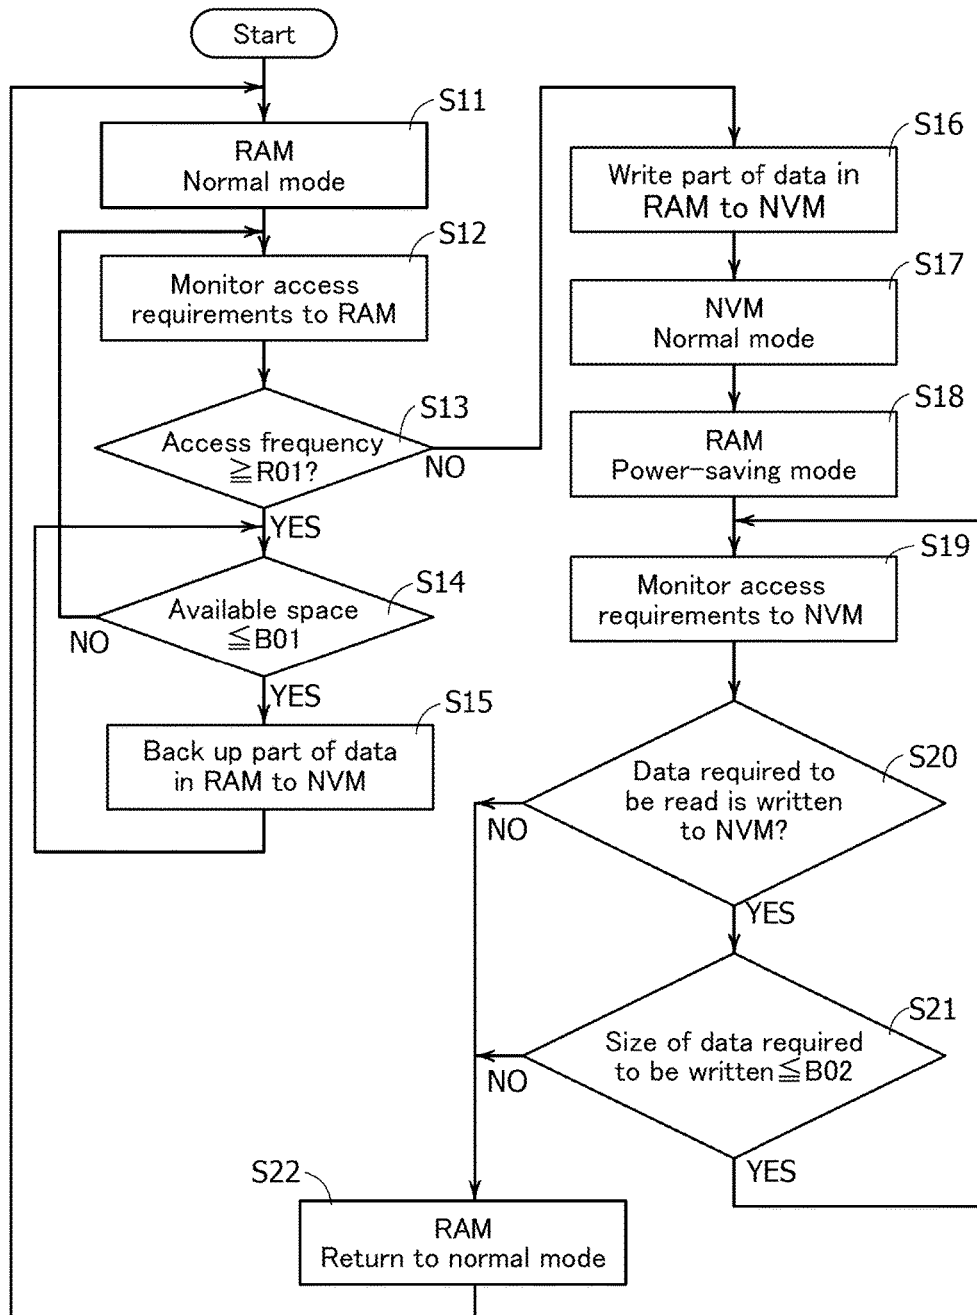 Start
S11
RAM
Normal mode
S12
Monitor access
requirements to RAM
S13
Access frequency
≧R01?
NO
YES
S14
Available space
≦B01
NO
YES
S15
Back up part of data
in RAM to NVM
S16
Write part of data in
RAM to NVM
S17
NVM
Normal mode
S18
RAM
Power-saving mode
S19
Monitor access
requirements to NVM
S20
Data required to
be read is written
to NVM?
NO
YES
S21
Size of data required
to be written≦B02
NO
YES
S22
RAM
Return to normal mode